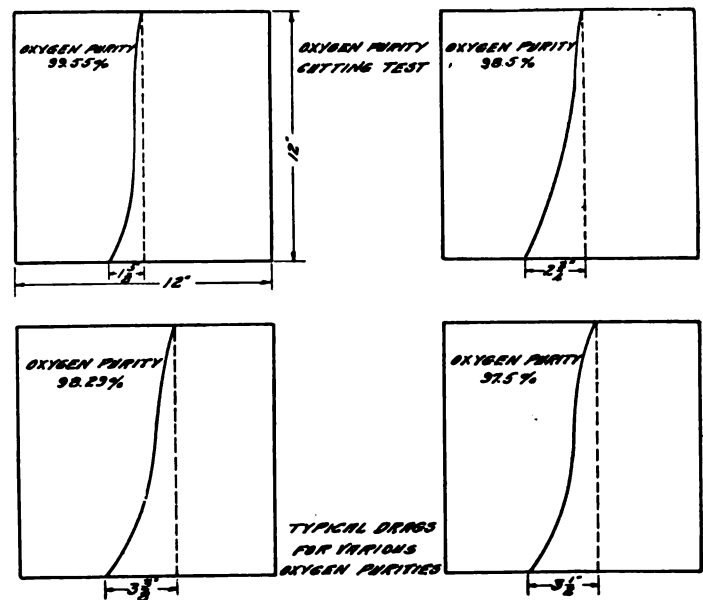 OXYGEN PURITY
99.55%
OXYGEN PURITY
CUTTING TEST
OXYGEN PURITY
98.5%
12"
1 5/8"
12"
2 3/4"
OXYGEN PURITY
98.29%
OXYGEN PURITY
97.5%
TYPICAL DRAGS
FOR VARIOUS
OXYGEN PURITIES
3 3/8"
3 1/2"